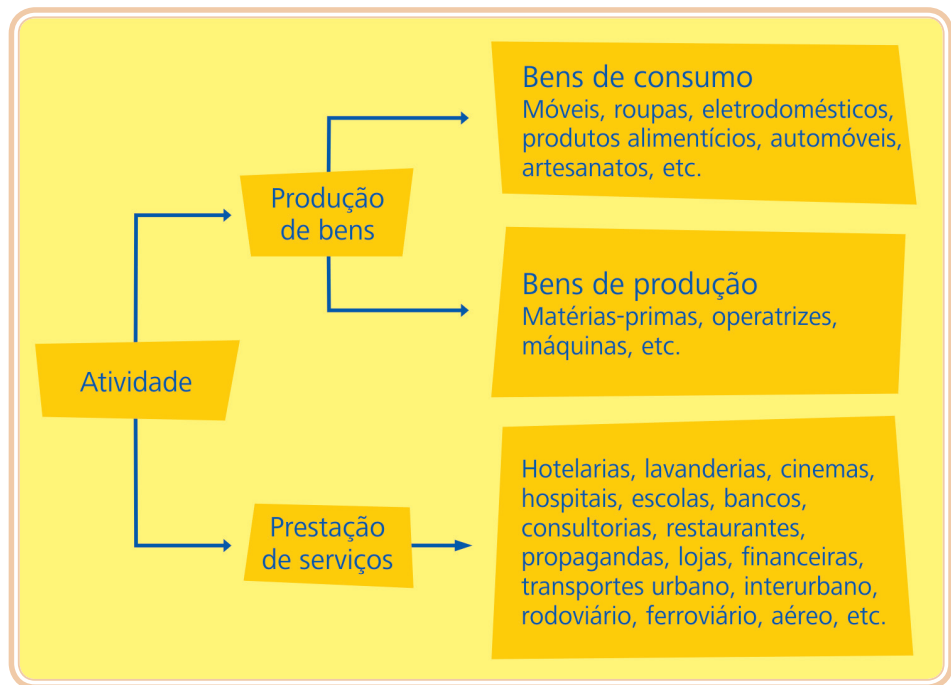 Bens de consumo
Móveis, roupas, eletrodomésticos,
produtos alimentícios, automóveis,
artesanatos, etc.
Produção
de bens
Bens de produção
Matérias-primas, operatrizes,
máquinas, etc.
Atividade
Prestação
de serviços
Hotelarias, lavanderias, cinemas,
hospitais, escolas, bancos,
consultorias, restaurantes,
propagandas, lojas, financeiras,
transportes urbano, interurbano,
rodoviário, ferroviário, aéreo, etc.